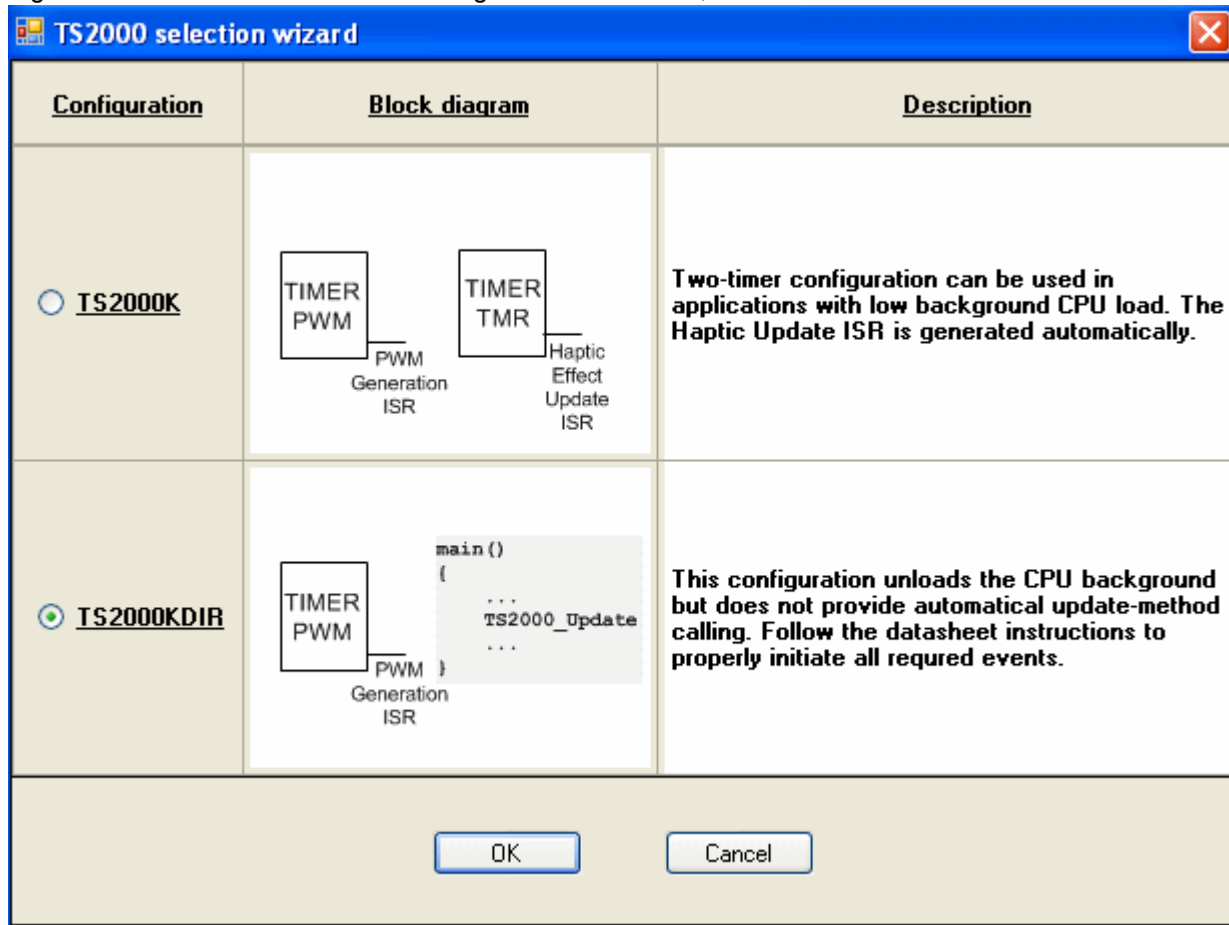 TS2000 selection wizard
Configuration
Block diagram
Description
TS2000K
TIMER
PWM
PWM
Generation
ISR
TIMER
TMR
Haptic
Effect
Update
ISR
Two-timer configuration can be used in
applications with low background CPU load. The
Haptic Update ISR is generated automatically.
TS2000KDIR
TIMER
PWM
PWM
Generation
ISR
main()
{
...
TS2000_Update
...
}
This configuration unloads the CPU background
but does not provide automatical update-method
calling. Follow the datasheet instructions to
properly initiate all requred events.
OK
Cancel